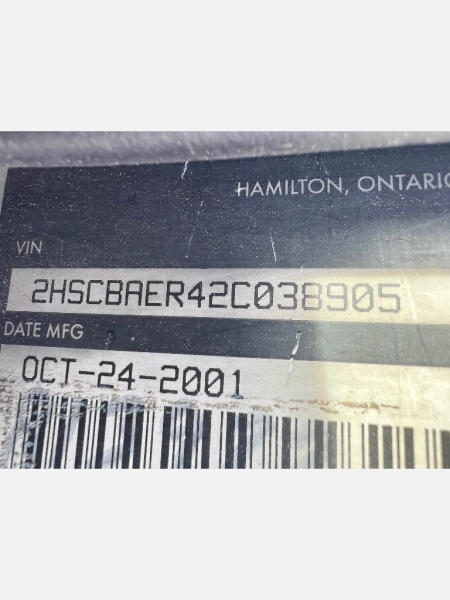 HAMILTON, ONTARIO
VIN
2HSCBAER42C038905
DATE MFG
OCT-24-2001